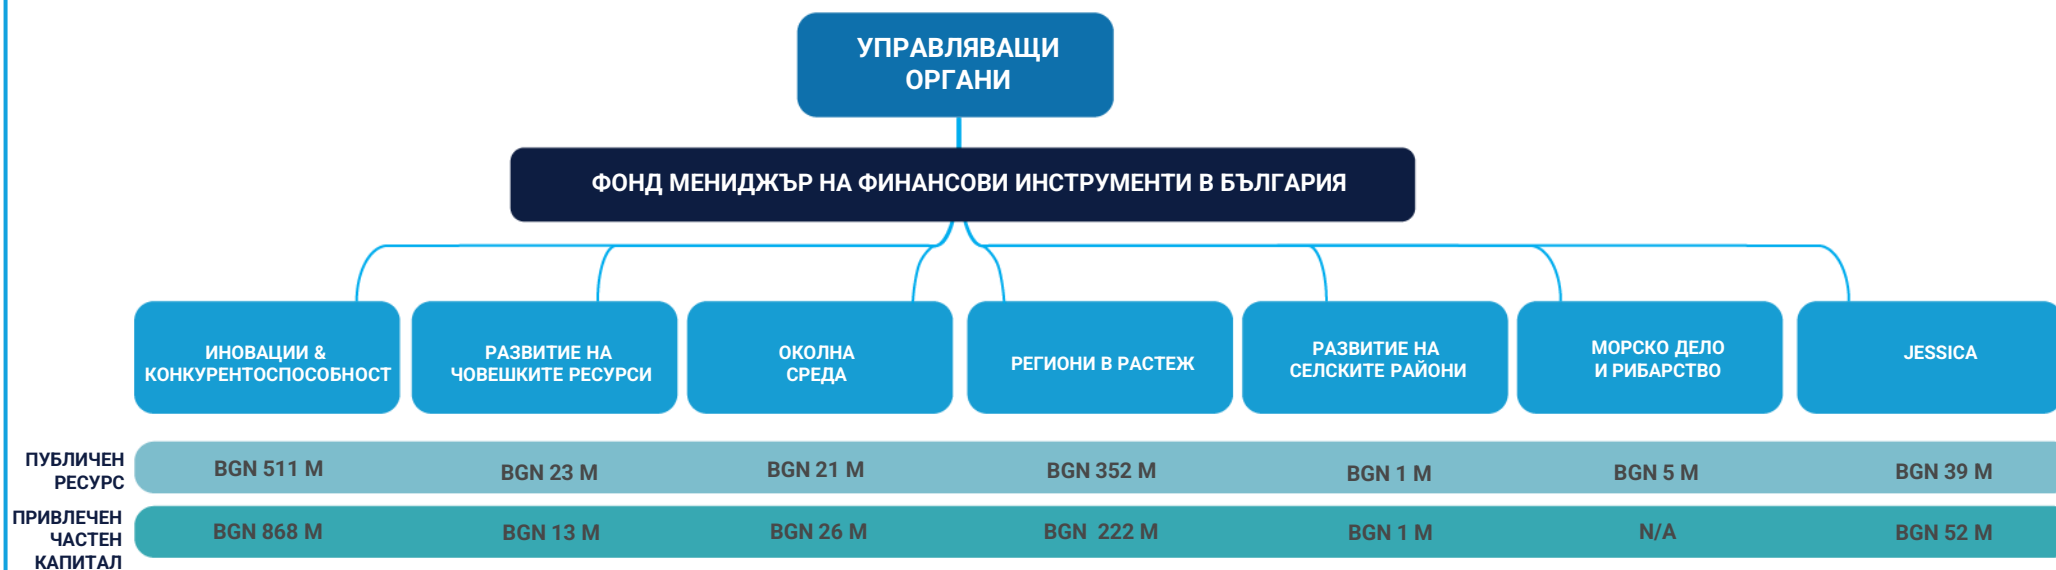 УПРАВЛЯВАЩИ
ОРГАНИ
ФОНД МЕНИДЖЪР НА ФИНАНСОВИ ИНСТРУМЕНТИ В БЪЛГАРИЯ
ИНОВАЦИИ &
КОНКУРЕНТОСПОСОБНОСТ
РАЗВИТИЕ НА
ЧОВЕШКИТЕ РЕСУРСИ
ОКОЛНА
СРЕДА
РЕГИОНИ В РАСТЕЖ
РАЗВИТИЕ НА
СЕЛСКИТЕ РАЙОНИ
МОРСКО ДЕЛО
И РИБАРСТВО
JESSICA
ПУБЛИЧЕН
РЕСУРС
BGN 511 M
BGN 23 M
BGN 21 M
BGN 352 M
BGN 1 M
BGN 5 M
BGN 39 M
ПРИВЛЕЧЕН
ЧАСТЕН
КАПИТАЛ
BGN 868 M
BGN 13 M
BGN 26 M
BGN 222 M
BGN 1 M
N/A
BGN 52 M